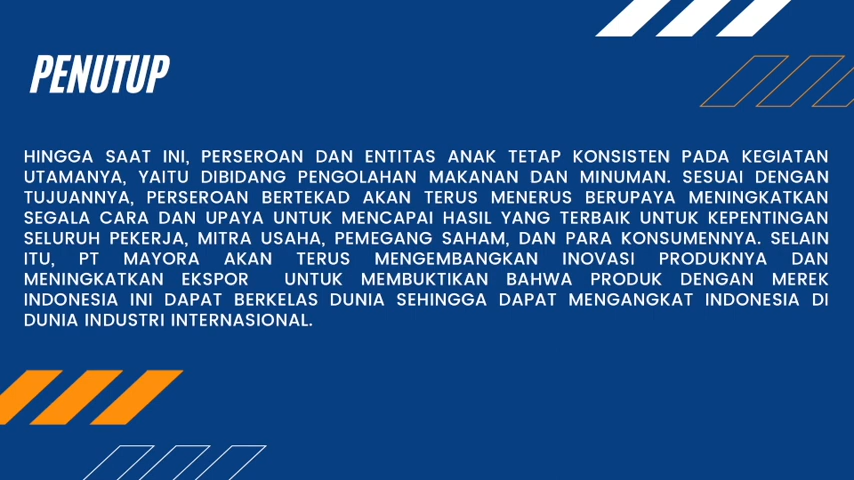 PENUTUP
HINGGA SAAT INI, PERSEROAN DAN ENTITAS ANAK TETAP KONSISTEN PADA KEGIATAN
UTAMANYA, YAITU DIBIDANG PENGOLAHAN MAKANAN DAN MINUMAN. SESUAI DENGAN
TUJUANNYA, PERSEROAN BERTEKAD AKAN TERUS MENERUS BERUPAYA MENINGKATKAN
SEGALA CARA DAN UPAYA UNTUK MENCAPAI HASIL YANG TERBAIK UNTUK KEPENTINGAN
SELURUH PEKERJA, MITRA USAHA, PEMEGANG SAHAM, DAN PARA KONSUMENNYA. SELAIN
ITU, PT MAYORA AKAN TERUS MENGEMBANGKAN INOVASI PRODUKNYA DAN
MENINGKATKAN EKSPOR UNTUK MEMBUKTIKAN BAHWA PRODUK DENGAN MEREK
INDONESIA INI DAPAT BERKELAS DUNIA SEHINGGA DAPAT MENGANGKAT INDONESIA DI
DUNIA INDUSTRI INTERNASIONAL.